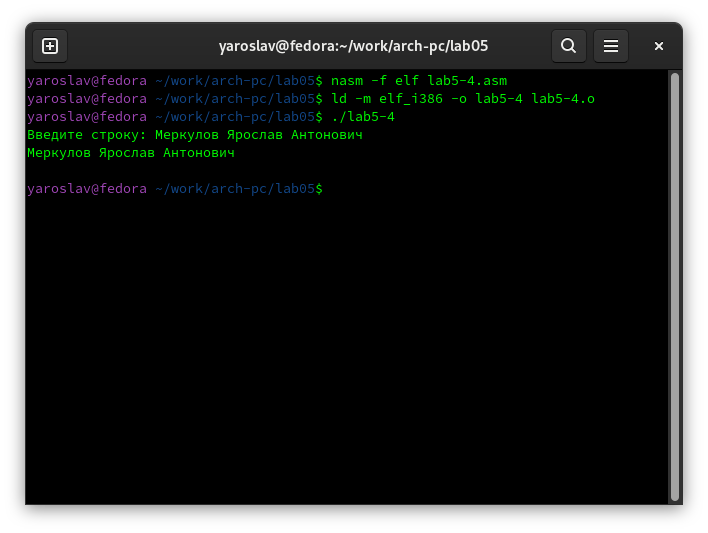 yaroslav@fedora:~/work/arch-pc/lab05
yaroslav@fedora ~/work/arch-pc/lab05$ nasm -f elf lab5-4.asm
yaroslav@fedora ~/work/arch-pc/lab05$ ld -m elf_i386 -o lab5-4 lab5-4.o
yaroslav@fedora ~/work/arch-pc/lab05$ ./lab5-4
Введите строку: Меркулов Ярослав Антонович
Меркулов Ярослав Антонович
yaroslav@fedora ~/work/arch-pc/lab05$